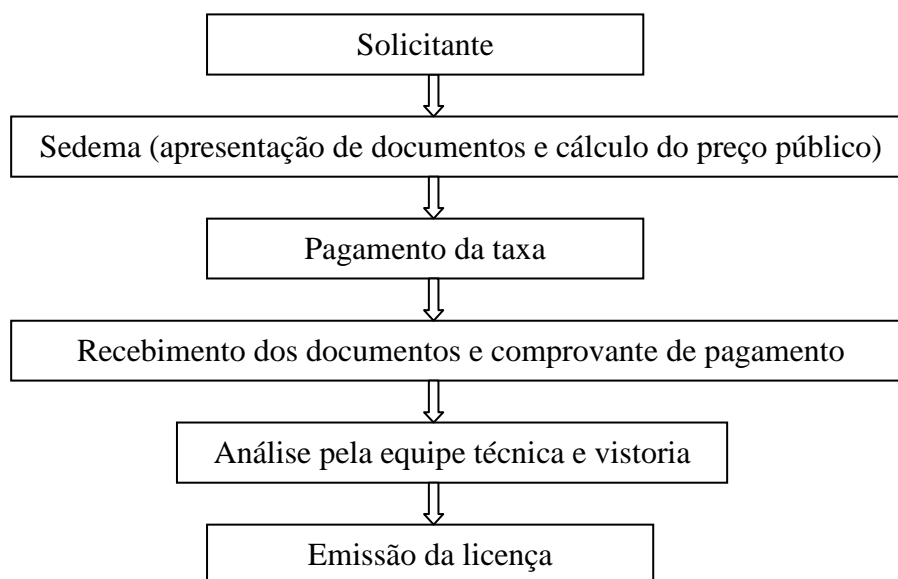 Solicitante
Sedema (apresentação de documentos e cálculo do preço público)
Pagamento da taxa
Recebimento dos documentos e comprovante de pagamento
Análise pela equipe técnica e vistoria
Emissão da licença